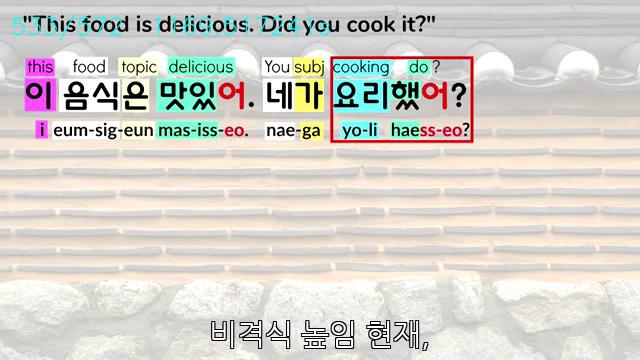 "This food is delicious. Did you cook it?"
this food topic delicious You subj cooking do ?
이 음식은 맛있어. 네가 요리했어?
i eum-sig-eun mas-iss-eo. nae-ga yo-li haess-eo?
비격식 높임 현재,